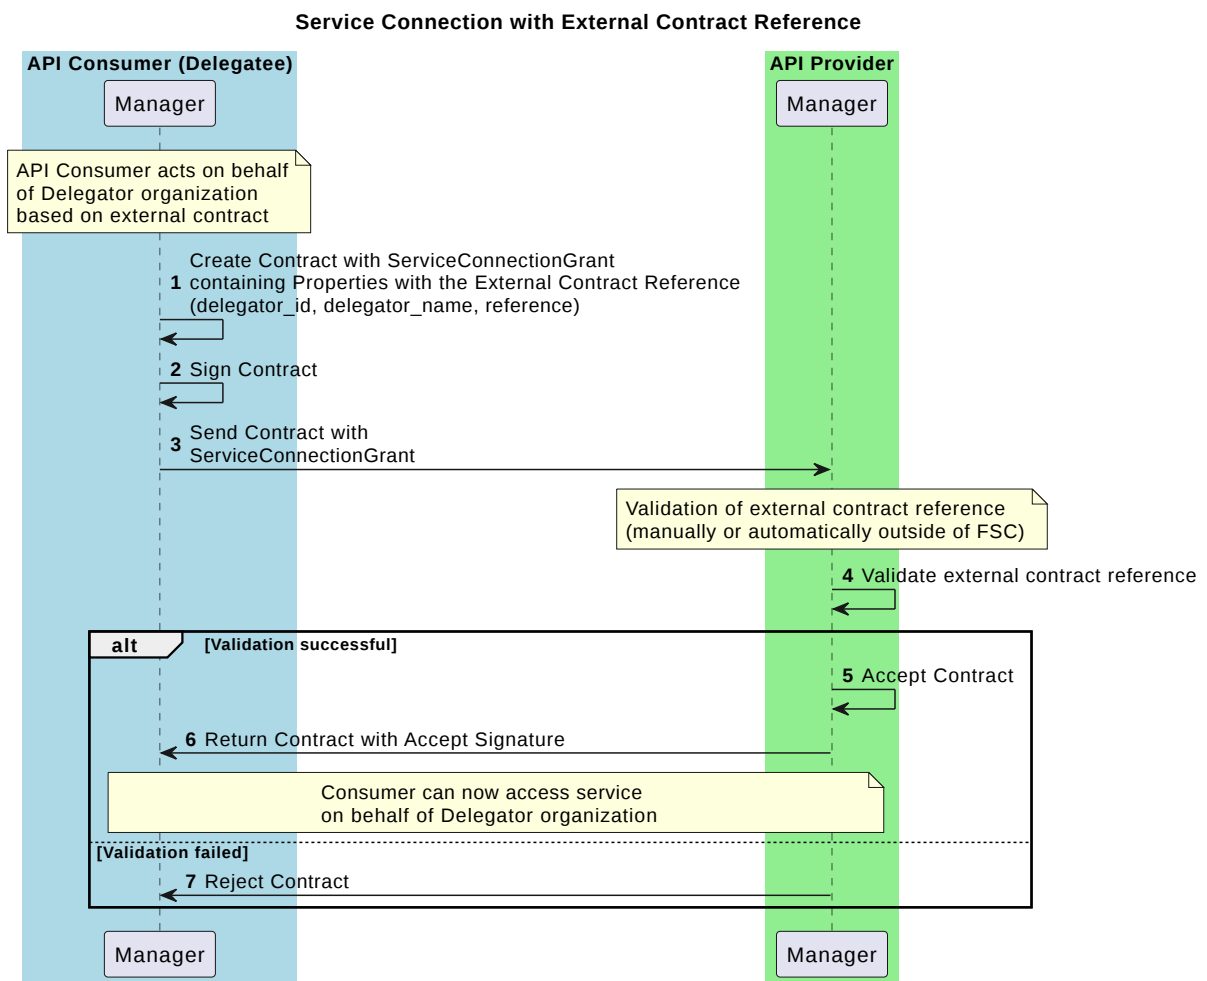 Service Connection with External Contract Reference
API Consumer (Delegatee)
API Provider
Manager
Manager
API Consumer acts on behalf
of Delegator organization
based on external contract
Create Contract with ServiceConnectionGrant
1 containing Properties with the External Contract Reference
(delegator_id, delegator_name, reference)
2 Sign Contract
3 Send Contract with
ServiceConnectionGrant
Validation of external contract reference
(manually or automatically outside of FSC)
4 Validate external contract reference
alt [Validation successful]
5 Accept Contract
6 Return Contract with Accept Signature
Consumer can now access service
on behalf of Delegator organization
[Validation failed]
7 Reject Contract
Manager
Manager